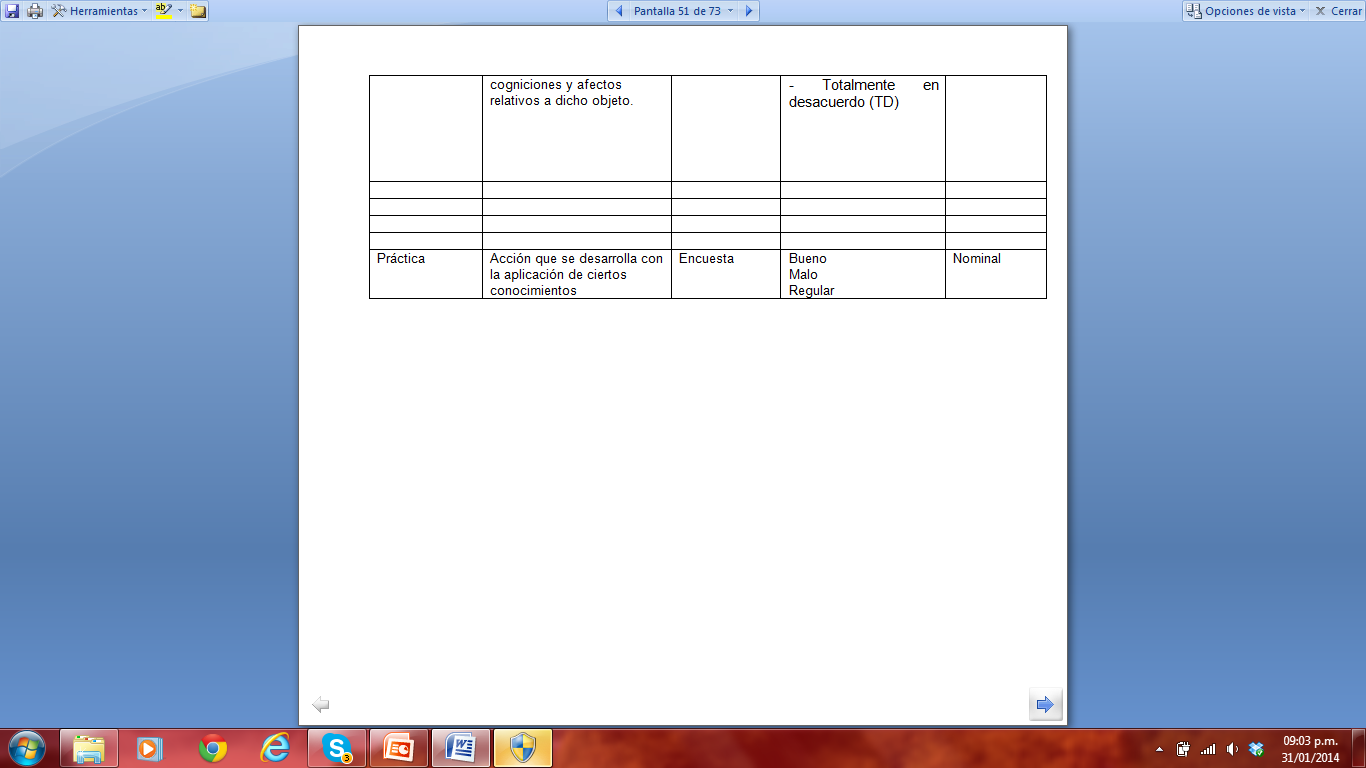 Herramientas
Pantalla 51 de 73
Opciones de vista
Cerrar
cogniciones y afectos
relativos a dicho objeto.
- Totalmente en
desacuerdo (TD)
Práctica
Acción que se desarrolla con
la aplicación de ciertos
conocimientos
Encuesta
Bueno
Malo
Regular
Nominal
3
09:03 p.m.
31/01/2014